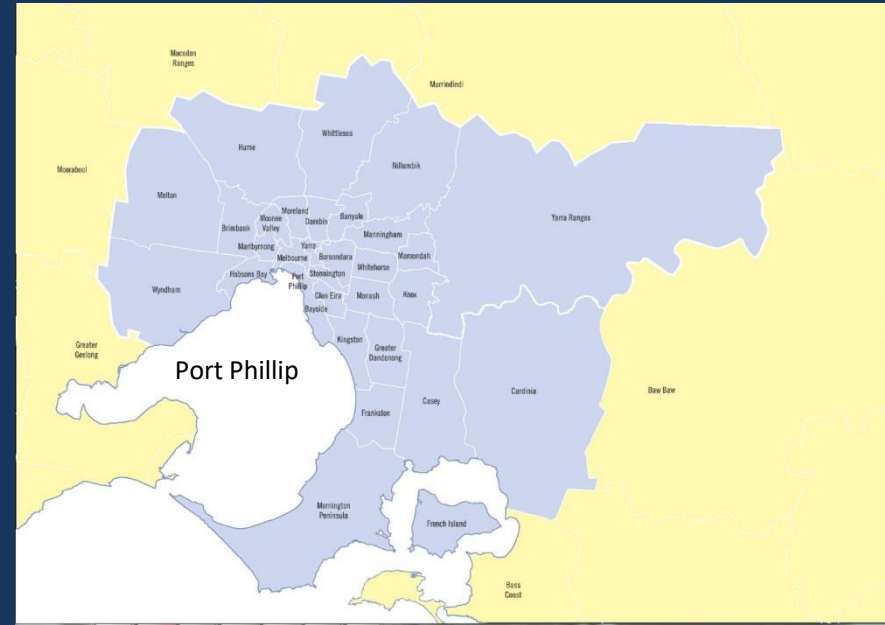 Macedon
Ranges
Murrindindi
Whittlesea
Hume
Nillumbik
Moorabool
Melton
Yarra Ranges
Moreland
Banyule
Moonee
Valley
Darebin
Brimbank
Manningham
Maribyrnong
Yarra
Maroondah
Melbourne
Boroondara
Whitehorse
Hobsons Bay
Port
Phillip
Stonnington
Wyndham
Glen Eira
Monash
Knox
Bayside
Kingston
Greater
Dandenong
Greater
Geelong
Port Phillip
Cardinia
Baw Baw
Casey
Frankston
Mornington
Peninsula
French Island
Bass
Coast